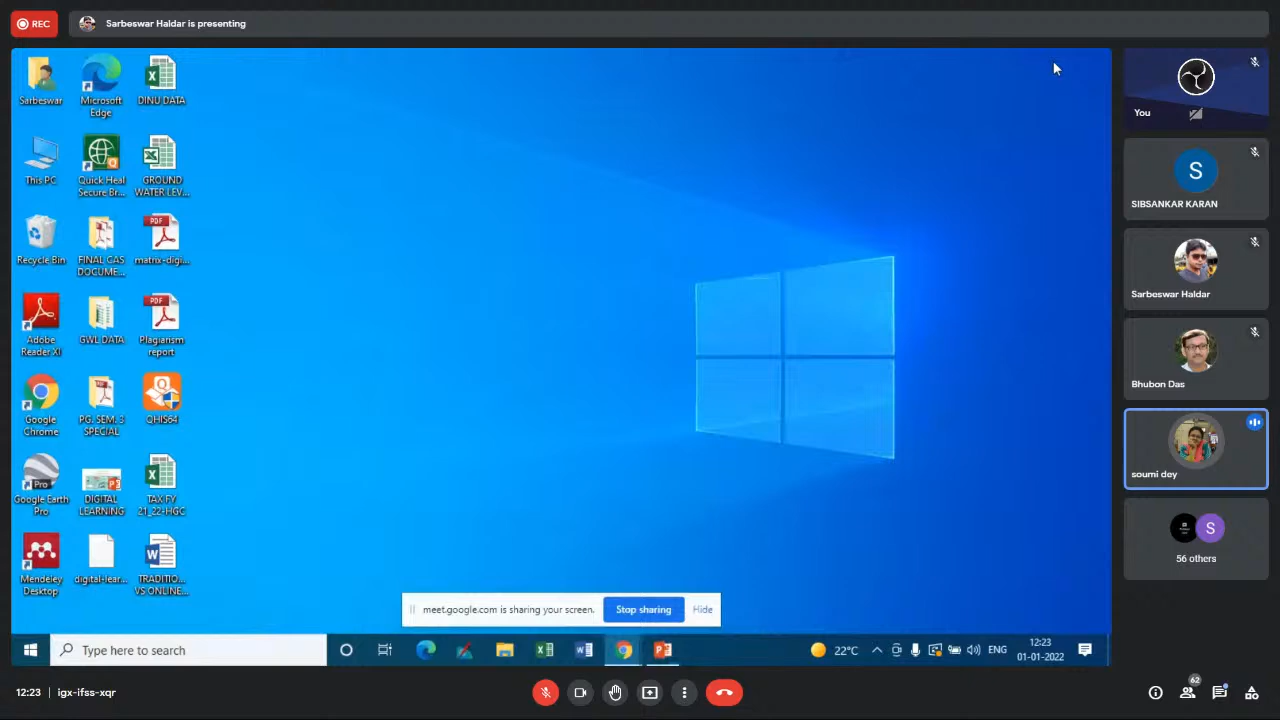 REC
Sarbeswar Haldar is presenting
Sarbeswar
Microsoft
Edge
DINU DATA
This PC
Quick Heal
Secure Br...
GROUND
WATER LEV...
Recycle Bin
FINAL CAS
DOCUME...
PDF
matrix-digi...
Adobe
Reader XI
GWL DATA
PDF
Plagiarism
report
Google
Chrome
PG. SEM. 3
SPECIAL
QHIS64
Pro
Google Earth
Pro
DIGITAL
LEARNING
TAX FY
21_22-HGC
Mendeley
Desktop
digital-lear...
TRADITIO...
VS ONLINE...
meet.google.com is sharing your screen.
Stop sharing
Hide
Type here to search
22°C
ENG
12:23
01-01-2022
You
S
SIBSANKAR KARAN
Sarbeswar Haldar
Bhubon Das
soumi dey
S
56 others
12:23
igx-ifss-xqr
62